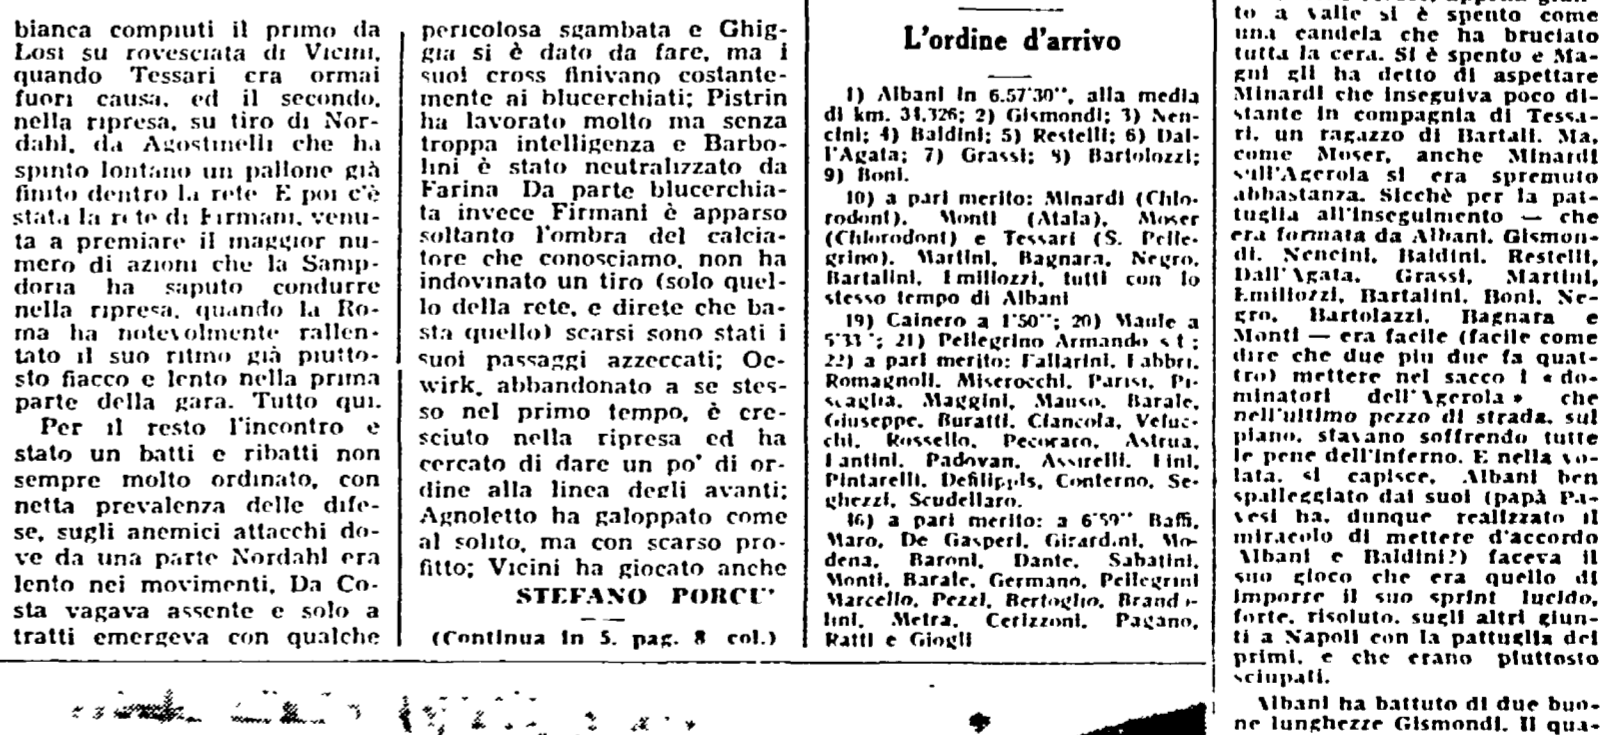 bianca compiuti il primo da
Losi su rovesciata di Vicini,
quando Tessari era ormai
fuori causa, ed il secondo,
nella ripresa, su tiro di Nor-
dahl, da Agostinelli che ha
spinto lontano un pallone già
finito dentro la rete E poi c'è
stata la rete di Firmani, venu-
ta a premiare il maggior nu-
mero di azioni che la Samp-
doria ha saputo condurre
nella ripresa, quando la Ro-
ma ha notevolmente rallen-
tato il suo ritmo già piutto-
sto fiacco e lento nella prima
parte della gara. Tutto qui.
Per il resto l'incontro e
stato un batti e ribatti non
sempre molto ordinato, con
netta prevalenza delle dife-
se, sugli anemici attacchi do-
ve da una parte Nordahl era
lento nei movimenti, Da Co-
sta vagava assente e solo a
tratti emergeva con qualche
pericolosa sgambata e Ghig-
gia si è dato da fare, ma i
suoi cross finivano costante-
mente ai blucerchiati; Pistrin
ha lavorato molto ma senza
troppa intelligenza e Barbo-
lini è stato neutralizzato da
Farina Da parte blucerchia-
ta invece Firmani è apparso
soltanto l'ombra del calcia-
tore che conosciamo, non ha
indovinato un tiro (solo quel-
lo della rete, e direte che ba-
sta quello) scarsi sono stati i
suoi passaggi azzeccati; Oc-
wirk, abbandonato a se stes-
so nel primo tempo, è cre-
sciuto nella ripresa ed ha
cercato di dare un po' di or-
dine alla linea degli avanti;
Agnoletto ha galoppato come
al solito, ma con scarso pro-
fitto; Vicini ha giocato anche
STEFANO PORCU'
(Continua in 5. pag. 8 col.)
L'ordine d'arrivo
1) Albani in 6.57'30", alla media
di km. 34,326; 2) Gismondi; 3) Nen-
cini; 4) Baldini; 5) Restelli; 6) Dal-
l'Agata; 7) Grassi; 8) Bartolozzi;
9) Boni.
10) a pari merito: Minardi (Chlo-
rodont), Monti (Atala), Moser
(Chlorodont) e Tessari (S. Pelle-
grino), Martini, Bagnara, Negro,
Bartalini, Emiliozzi, tutti con lo
stesso tempo di Albani
19) Cainero a 1'50"; 20) Maule a
5'33"; 21) Pellegrino Armando s t ;
22) a pari merito: Fallarini, Fabbri,
Romagnoli, Miserocchi, Parisi, Pi-
scaglia, Maggini, Mauso, Barale,
Giuseppe, Buratti, Ciancola, Veluc-
chi, Rossello, Pecoraro, Astrua,
Fantini, Padovan, Assirelli, Fini,
Pintarelli, Defilippis, Conterno, Se-
ghezzi, Scudellaro.
46) a pari merito: a 6'59" Baffi,
Maro, De Gasperi, Girardini, Mo-
dena, Baroni, Dante, Sabatini,
Monti, Barale, Germano, Pellegrini
Marcello, Pezzi, Bertoglio, Brando-
lini, Metra, Cerizzoni, Pagano,
Ratti e Giogli
to a valle si è spento come
una candela che ha bruciato
tutta la cera. Si è spento e Ma-
gni gli ha detto di aspettare
Minardi che inseguiva poco di-
stante in compagnia di Tessa-
ri, un ragazzo di Bartali. Ma,
come Moser, anche Minardi
sull'Agerola si era spremuto
abbastanza. Sicchè per la pat-
tuglia all'inseguimento — che
era formata da Albani, Gismon-
di, Nencini, Baldini, Restelli,
Dall'Agata, Grassi, Martini,
Emiliozzi, Bartalini, Boni, Ne-
gro, Bartolazzi, Bagnara e
Monti — era facile (facile come
dire che due più due fa quat-
tro) mettere nel sacco i « do-
minatori dell'Agerola » che
nell'ultimo pezzo di strada, sul
piano, stavano soffrendo tutte
le pene dell'inferno. E nella vo-
lata, si capisce, Albani ben
spalleggiato dai suoi (papà Pa-
vesi ha, dunque realizzato il
miracolo di mettere d'accordo
Albani e Baldini?) faceva il
suo gioco che era quello di
imporre il suo sprint lucido,
forte, risoluto, sugli altri giun-
ti a Napoli con la pattuglia dei
primi, e che erano piuttosto
sciupati.
Albani ha battuto di due buo-
ne lunghezze Gismondi. Il qua-